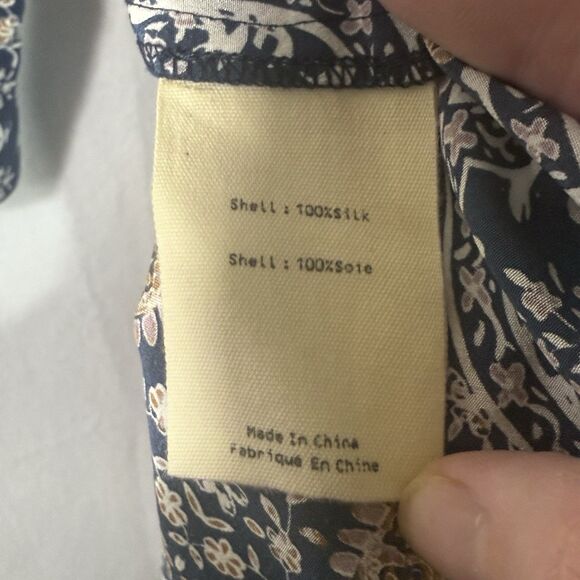 Shell : 100%Silk
Shell : 100%Soie
Made In China
Fabriqué En Chine